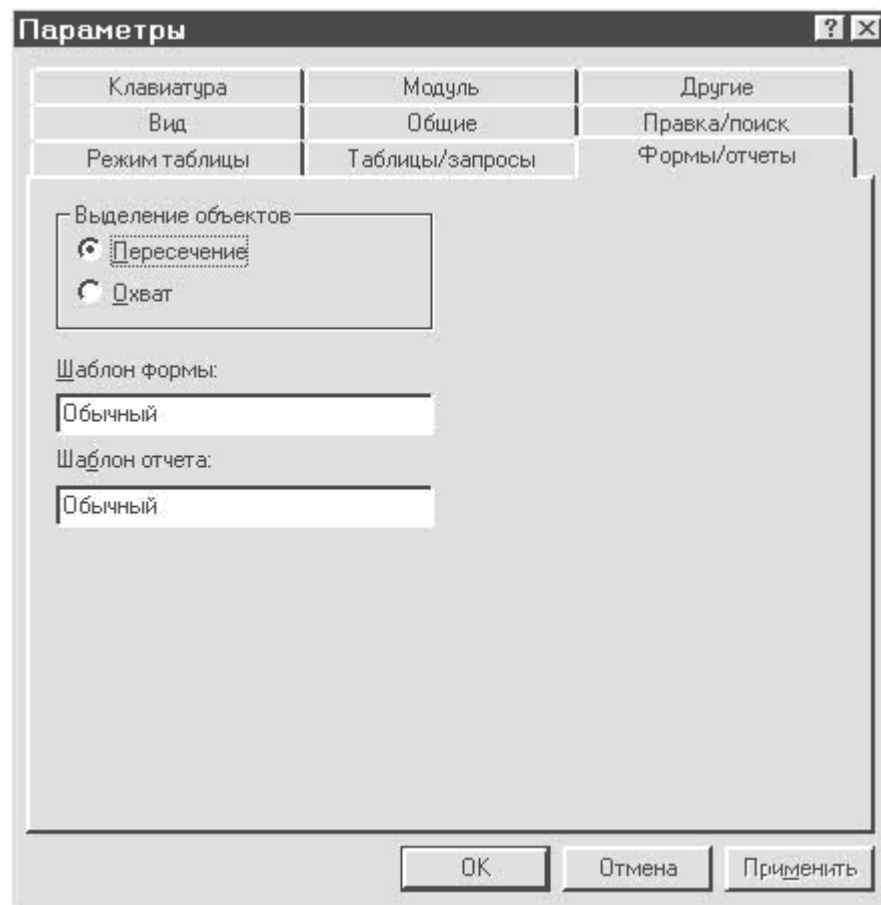 Параметры
Клавиатура Модуль Другие
Вид Общие Правка/поиск
Режим таблицы Таблицы/запросы Формы/отчеты
Выделение объектов
Пересечение
Охват
Шаблон формы:
Обычный
Шаблон отчета:
Обычный
OK Отмена Применить